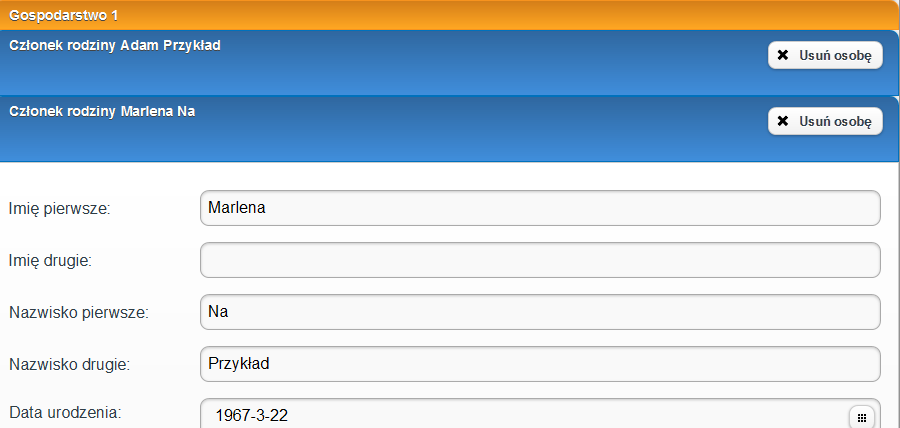 Gospodarstwo 1
Członek rodziny Adam Przykład
Usuń osobę
Członek rodziny Marlena Na
Usuń osobę
Imię pierwsze: Marlena
Imię drugie:
Nazwisko pierwsze: Na
Nazwisko drugie: Przykład
Data urodzenia: 1967-3-22